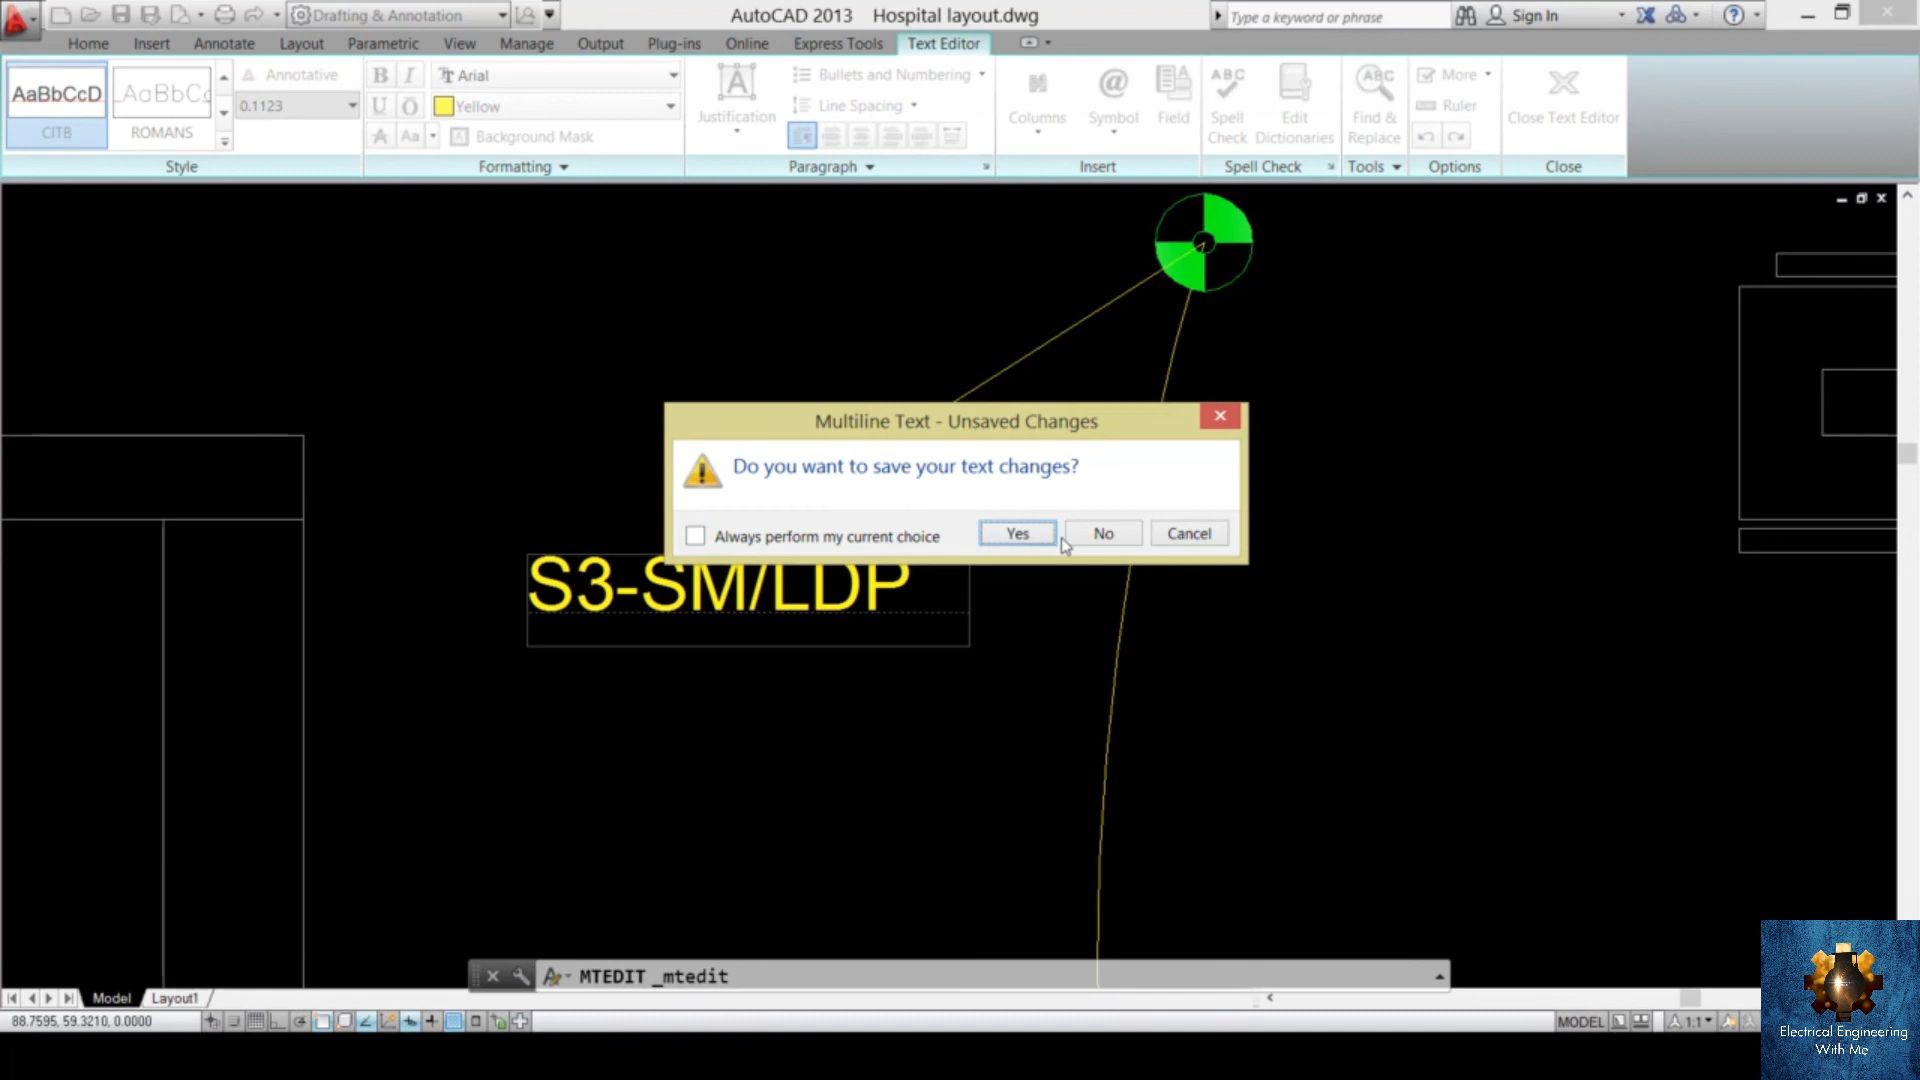 Drafting & Annotation
AutoCAD 2013 Hospital layout.dwg
Type a keyword or phrase
Sign In
Home Insert Annotate Layout Parametric View Manage Output Plug-ins Online Express Tools Text Editor
AaBbCcD
CITB
AaBbCc
ROMANS
Annotative
0.1123
Style
B I
Arial
U O
Yellow
A Aa
Background Mask
Formatting
A
Justification
Bullets and Numbering
Line Spacing
Paragraph
Columns
@
Symbol
Field
Insert
ABC
Spell
Check
Edit
Dictionaries
Spell Check
ABC
Find &
Replace
Tools
More
Ruler
Options
Close Text Editor
Close
Multiline Text - Unsaved Changes
Do you want to save your text changes?
Always perform my current choice
Yes
No
Cancel
S3-SM/LDP
MTEDIT _mtedit
Model Layout1
88.7595, 59.3210, 0.0000
MODEL
1:1
Electrical Engineering
With Me